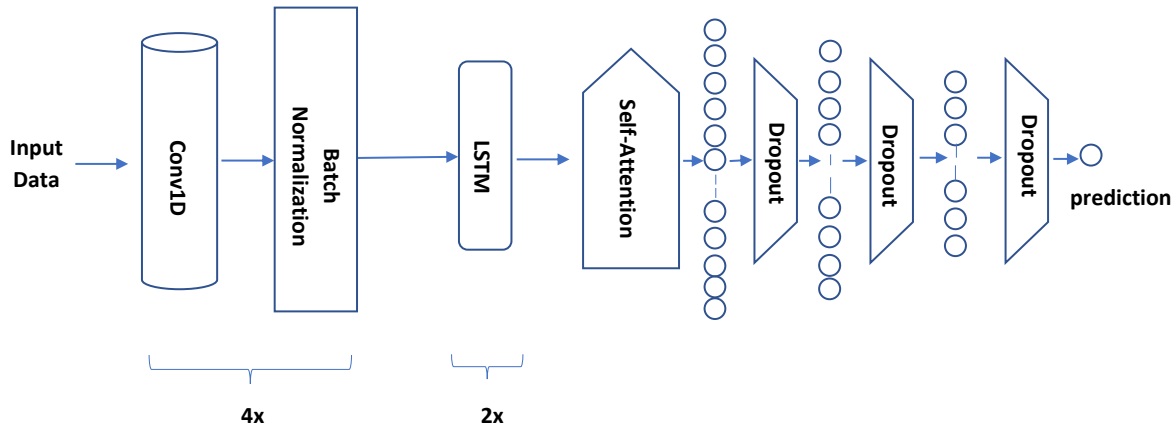 Input
Data
Conv1D
Batch
Normalization
LSTM
Self-Attention
Dropout
Dropout
Dropout
prediction
4x
2x